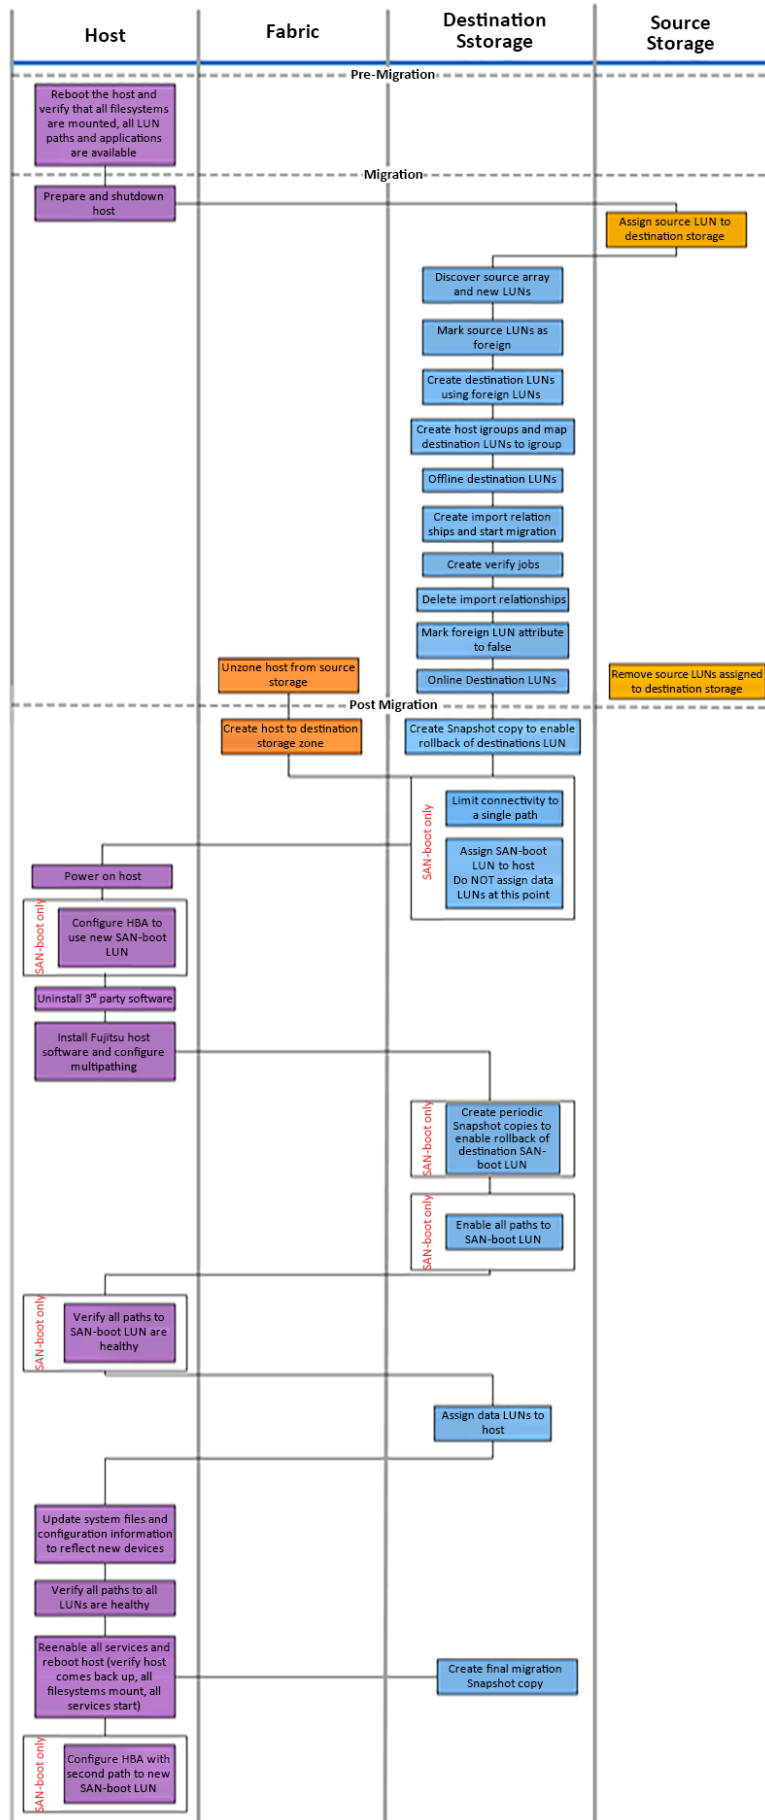 Host
Fabric
Destination
Sstorage
Source
Storage
Pre-Migration
Reboot the host and
verify that all filesystems
are mounted, all LUN
paths and applications
are available
Migration
Prepare and shutdown
host
Assign source LUN to
destination storage
Discover source array
and new LUNs
Mark source LUNs as
foreign
Create destination LUNs
using foreign LUNs
Create host igroups and map
destination LUNs to igroup
Offline destination LUNs
Create import relation
ships and start migration
Create verify jobs
Delete import relationships
Mark foreign LUN attribute
to false
Unzone host from source
storage
Online Destination LUNs
Remove source LUNs assigned
to destination storage
Post Migration
Create host to destination
storage zone
Create Snapshot copy to enable
rollback of destinations LUN
SAN-boot only
Limit connectivity to
a single path
Assign SAN-boot
LUN to host
Do NOT assign data
LUNs at this point
Power on host
SAN-boot only
Configure HBA to
use new SAN-boot
LUN
Uninstall 3rd party software
Install Fujitsu host
software and configure
multipathing
SAN-boot only
Create periodic
Snapshot copies to
enable rollback of
destination SAN-
boot LUN
SAN-boot only
Enable all paths to
SAN-boot LUN
SAN-boot only
Verify all paths to
SAN-boot LUN are
healthy
Assign data LUNs to
host
Update system files and
configuration information
to reflect new devices
Verify all paths to all
LUNs are healthy
Reenable all services and
reboot host (verify host
comes back up, all
filesystems mount, all
services start)
Create final migration
Snapshot copy
SAN-boot only
Configure HBA with
second path to new
SAN-boot LUN